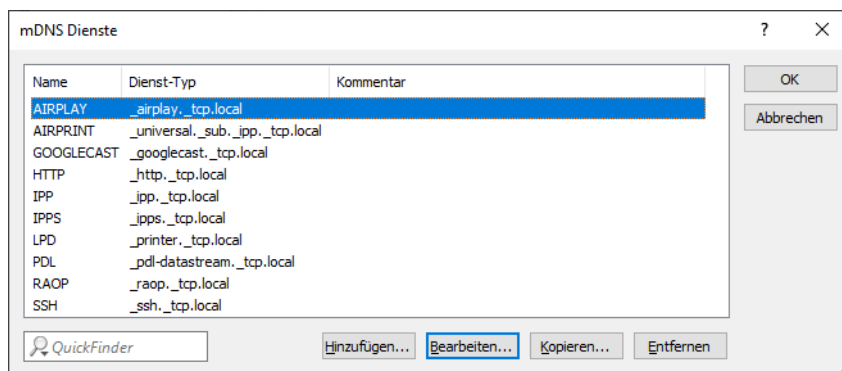 mDNS Dienste
?
Name Dienst-Typ Kommentar
OK
AIRPLAY _airplay._tcp.local
Abbrechen
AIRPRINT _universal._sub._ipp._tcp.local
GOOGLECAST _googlecast._tcp.local
HTTP _http._tcp.local
IPP _ipp._tcp.local
IPPS _ipps._tcp.local
LPD _printer._tcp.local
PDL _pdl-datastream._tcp.local
RAOP _raop._tcp.local
SSH _ssh._tcp.local
QuickFinder Hinzufügen... Bearbeiten... Kopieren... Entfernen